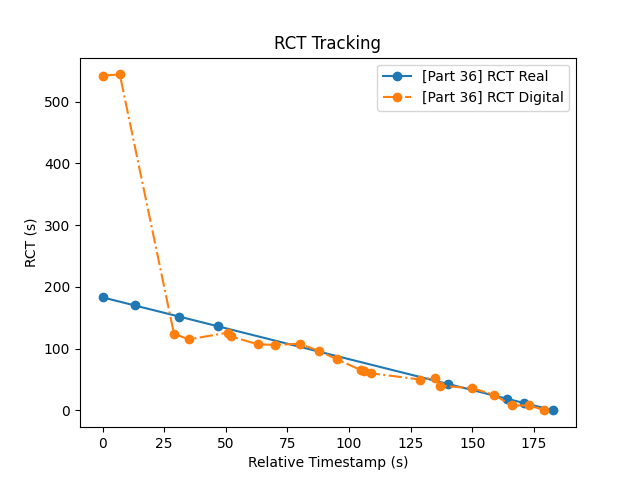 RCT Tracking
[Part 36] RCT Real
[Part 36] RCT Digital
RCT (s)
500
400
300
200
100
0
0 25 50 75 100 125 150 175
Relative Timestamp (s)